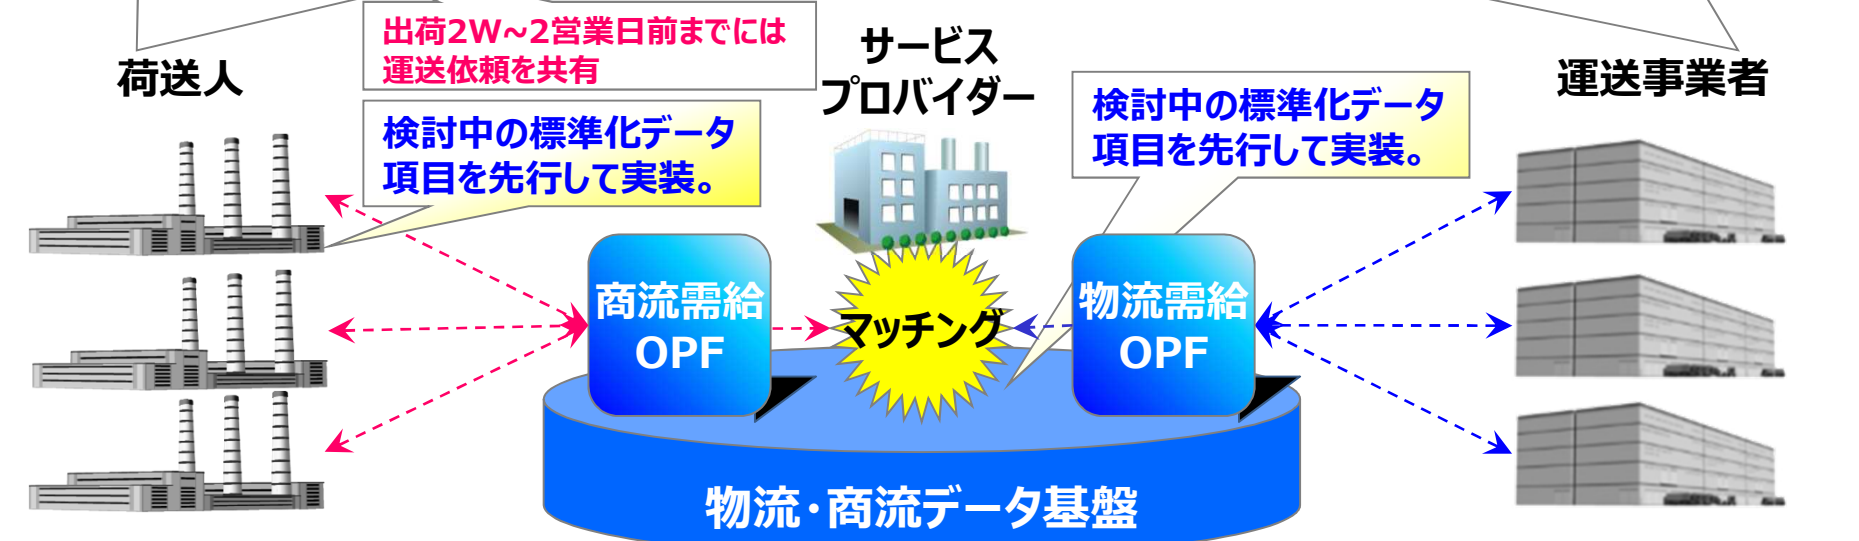 出荷2W~2営業日前までには
運送依頼を共有
荷送人
検討中の標準化データ
項目を先行して実装。
サービス
プロバイダー
検討中の標準化データ
項目を先行して実装。
運送事業者
商流需給
OPF
マッチング
物流需給
OPF
物流・商流データ基盤